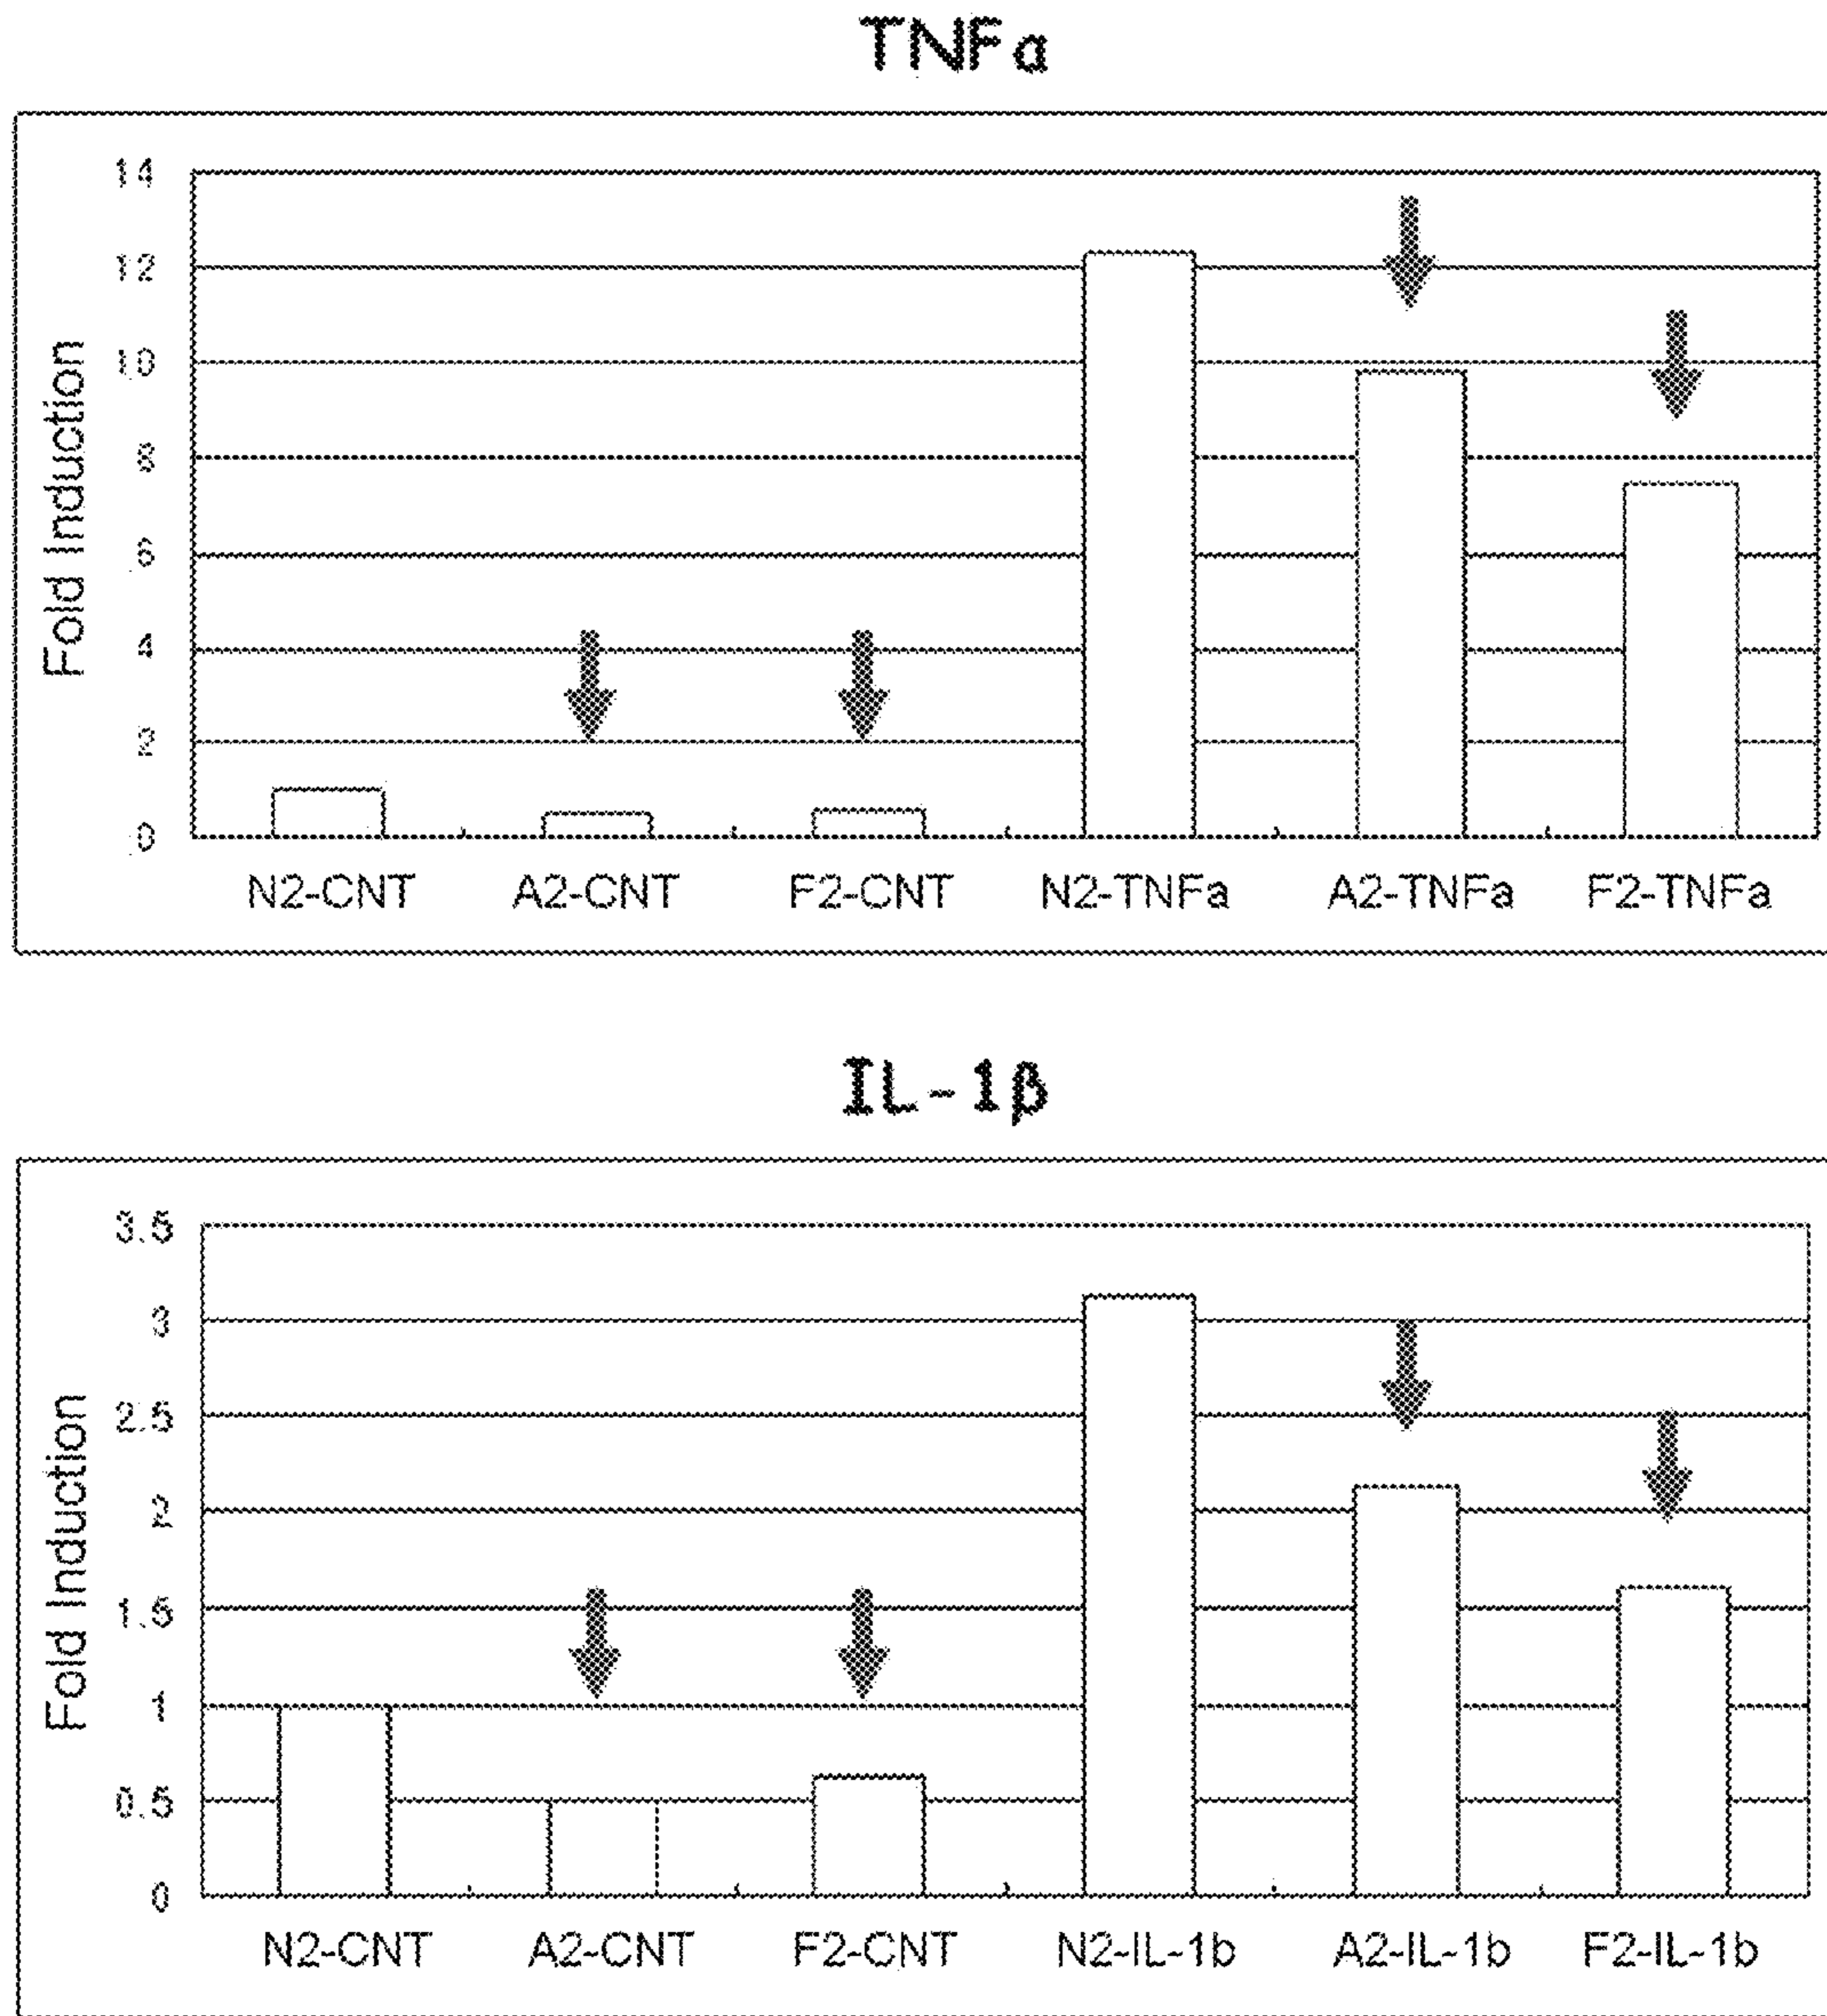 TNFα
14
12
10
8
6
4
2
0
Fold Induction
N2-CNT A2-CNT F2-CNT N2-TNFa A2-TNFa F2-TNFa
IL-1β
3.5
3
2.5
2
1.5
1
0.5
0
Fold Induction
N2-CNT A2-CNT F2-CNT N2-IL-1b A2-IL-1b F2-IL-1b